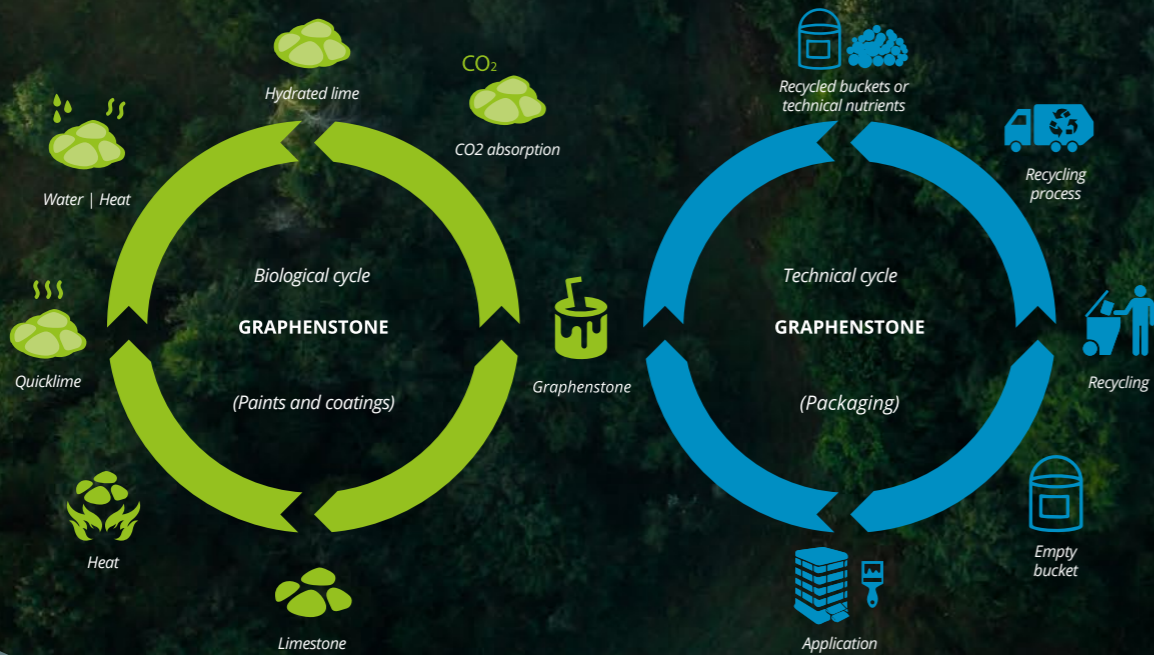 Hydrated lime
CO₂
CO2 absorption
Water | Heat
Quicklime
Heat
Limestone
Biological cycle
GRAPHENSTONE
(Paints and coatings)
Graphenstone
Recycled buckets or
technical nutrients
Recycling
process
Recycling
Empty
bucket
Application
Technical cycle
GRAPHENSTONE
(Packaging)